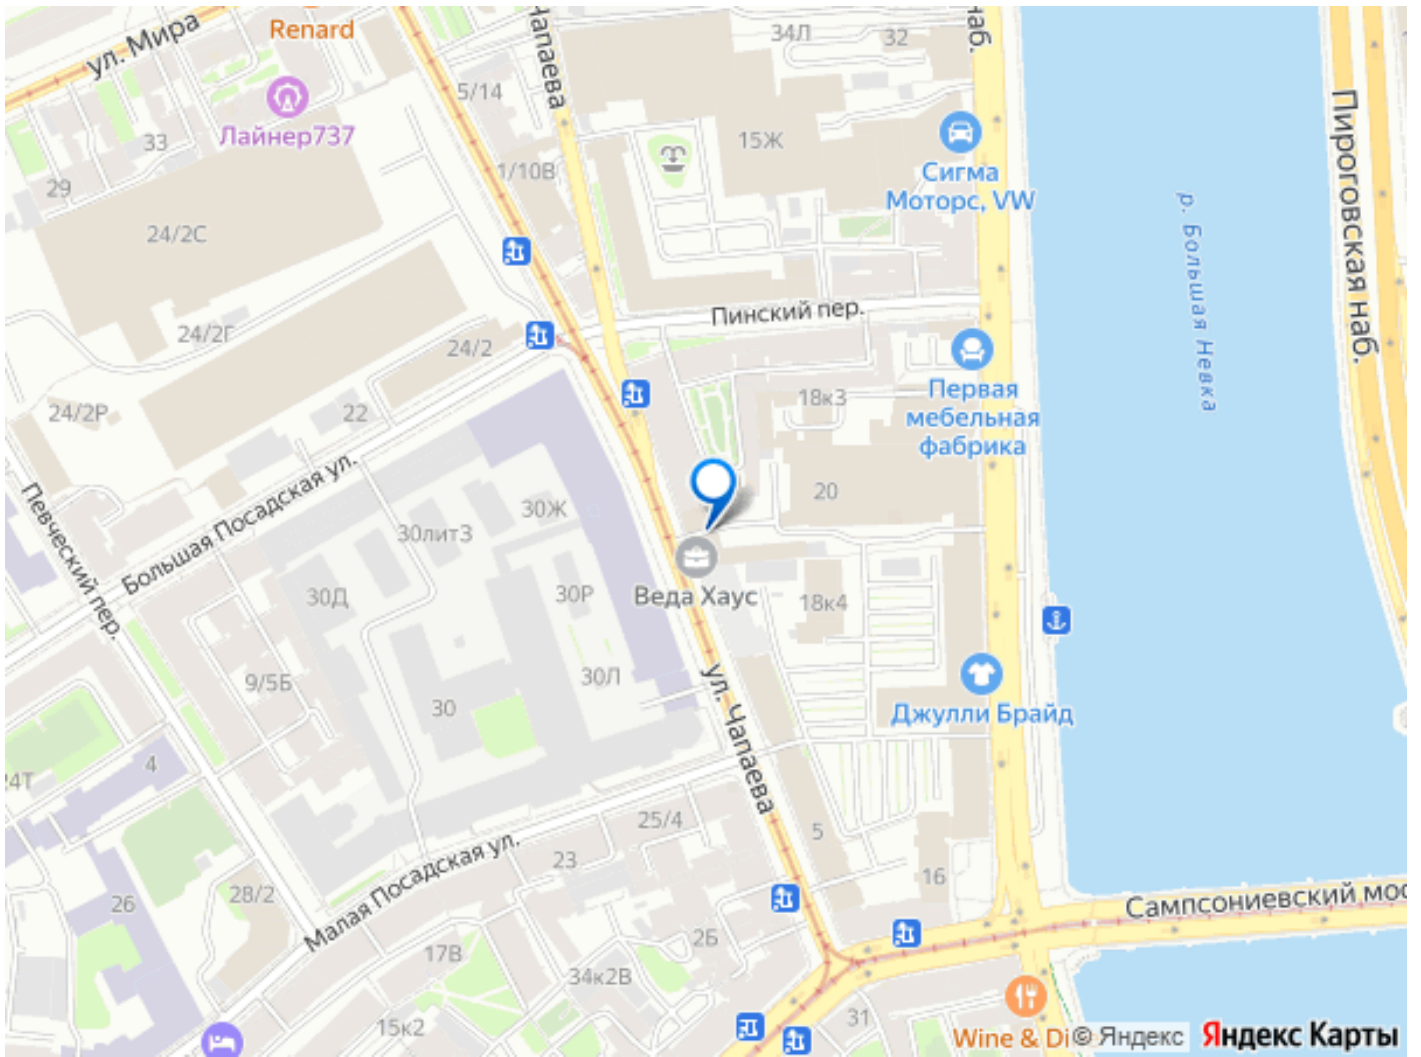 Renard
34Л
32
наб.
ул. Мира
Чапаева
5/14
Лайнер737
33
15Ж
Пироговская наб.
1/10В
Сигма
Моторс, VW
29
24/2С
р. Большая Невка
Пинский пер.
24/2Г
24/2
Первая
мебельная
фабрика
18к3
24/2Р
22
Большая Посадская ул.
20
30Ж
30литЗ
Певческий пер.
Веда Хаус
30Д
30Р
18к4
9/5Б
30Л
ул. Чапаева
30
Джулли Брайд
4
24Т
25/4
5
23
Малая Посадская ул.
16
28/2
26
Сампсониевский мос
17В
2Б
34к2В
15к2
31
Wine & Di
© Яндекс
Яндекс Карты